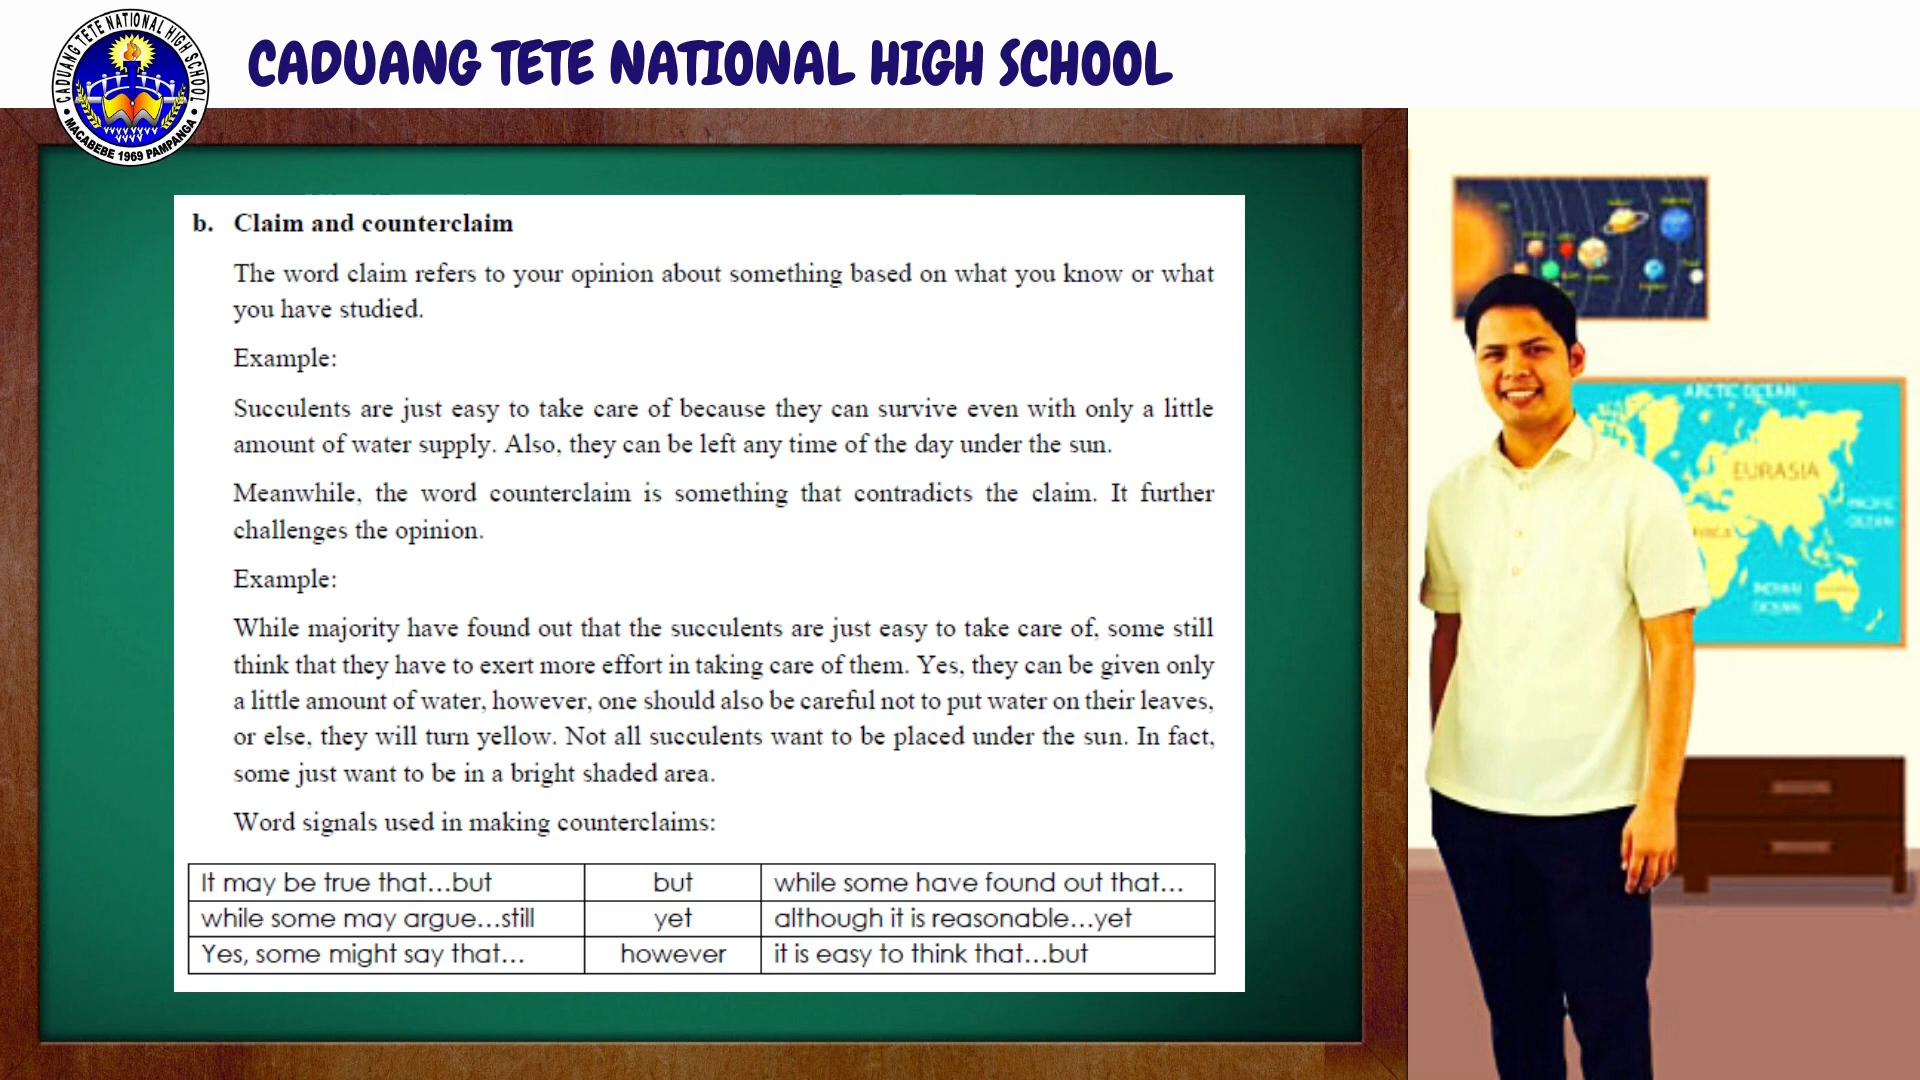 CADUANG TETE NATIONAL HIGH SCHOOL
CADUANG TETE NATIONAL HIGH SCHOOL
MACABEBE 1969 PAMPANGA
b. Claim and counterclaim
The word claim refers to your opinion about something based on what you know or what
you have studied.
Example:
Succulents are just easy to take care of because they can survive even with only a little
amount of water supply. Also, they can be left any time of the day under the sun.
Meanwhile, the word counterclaim is something that contradicts the claim. It further
challenges the opinion.
Example:
While majority have found out that the succulents are just easy to take care of, some still
think that they have to exert more effort in taking care of them. Yes, they can be given only
a little amount of water, however, one should also be careful not to put water on their leaves,
or else, they will turn yellow. Not all succulents want to be placed under the sun. In fact,
some just want to be in a bright shaded area.
Word signals used in making counterclaims:
It may be true that...but but while some have found out that...
while some may argue...still yet although it is reasonable...yet
Yes, some might say that... however it is easy to think that...but
ARCTIC OCEAN
EURASIA
PACIFIC
OCEAN
INDIAN
OCEAN